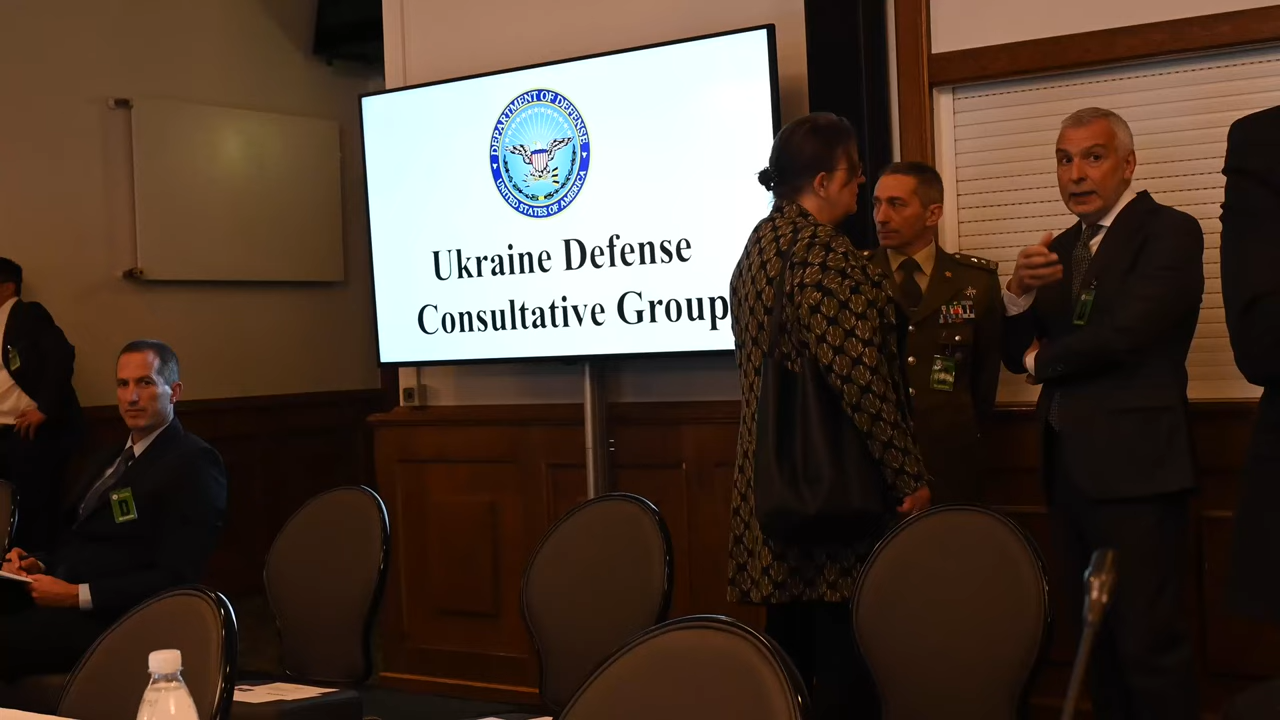 DEPARTMENT OF DEFENSE
UNITED STATES OF AMERICA
Ukraine Defense
Consultative Group